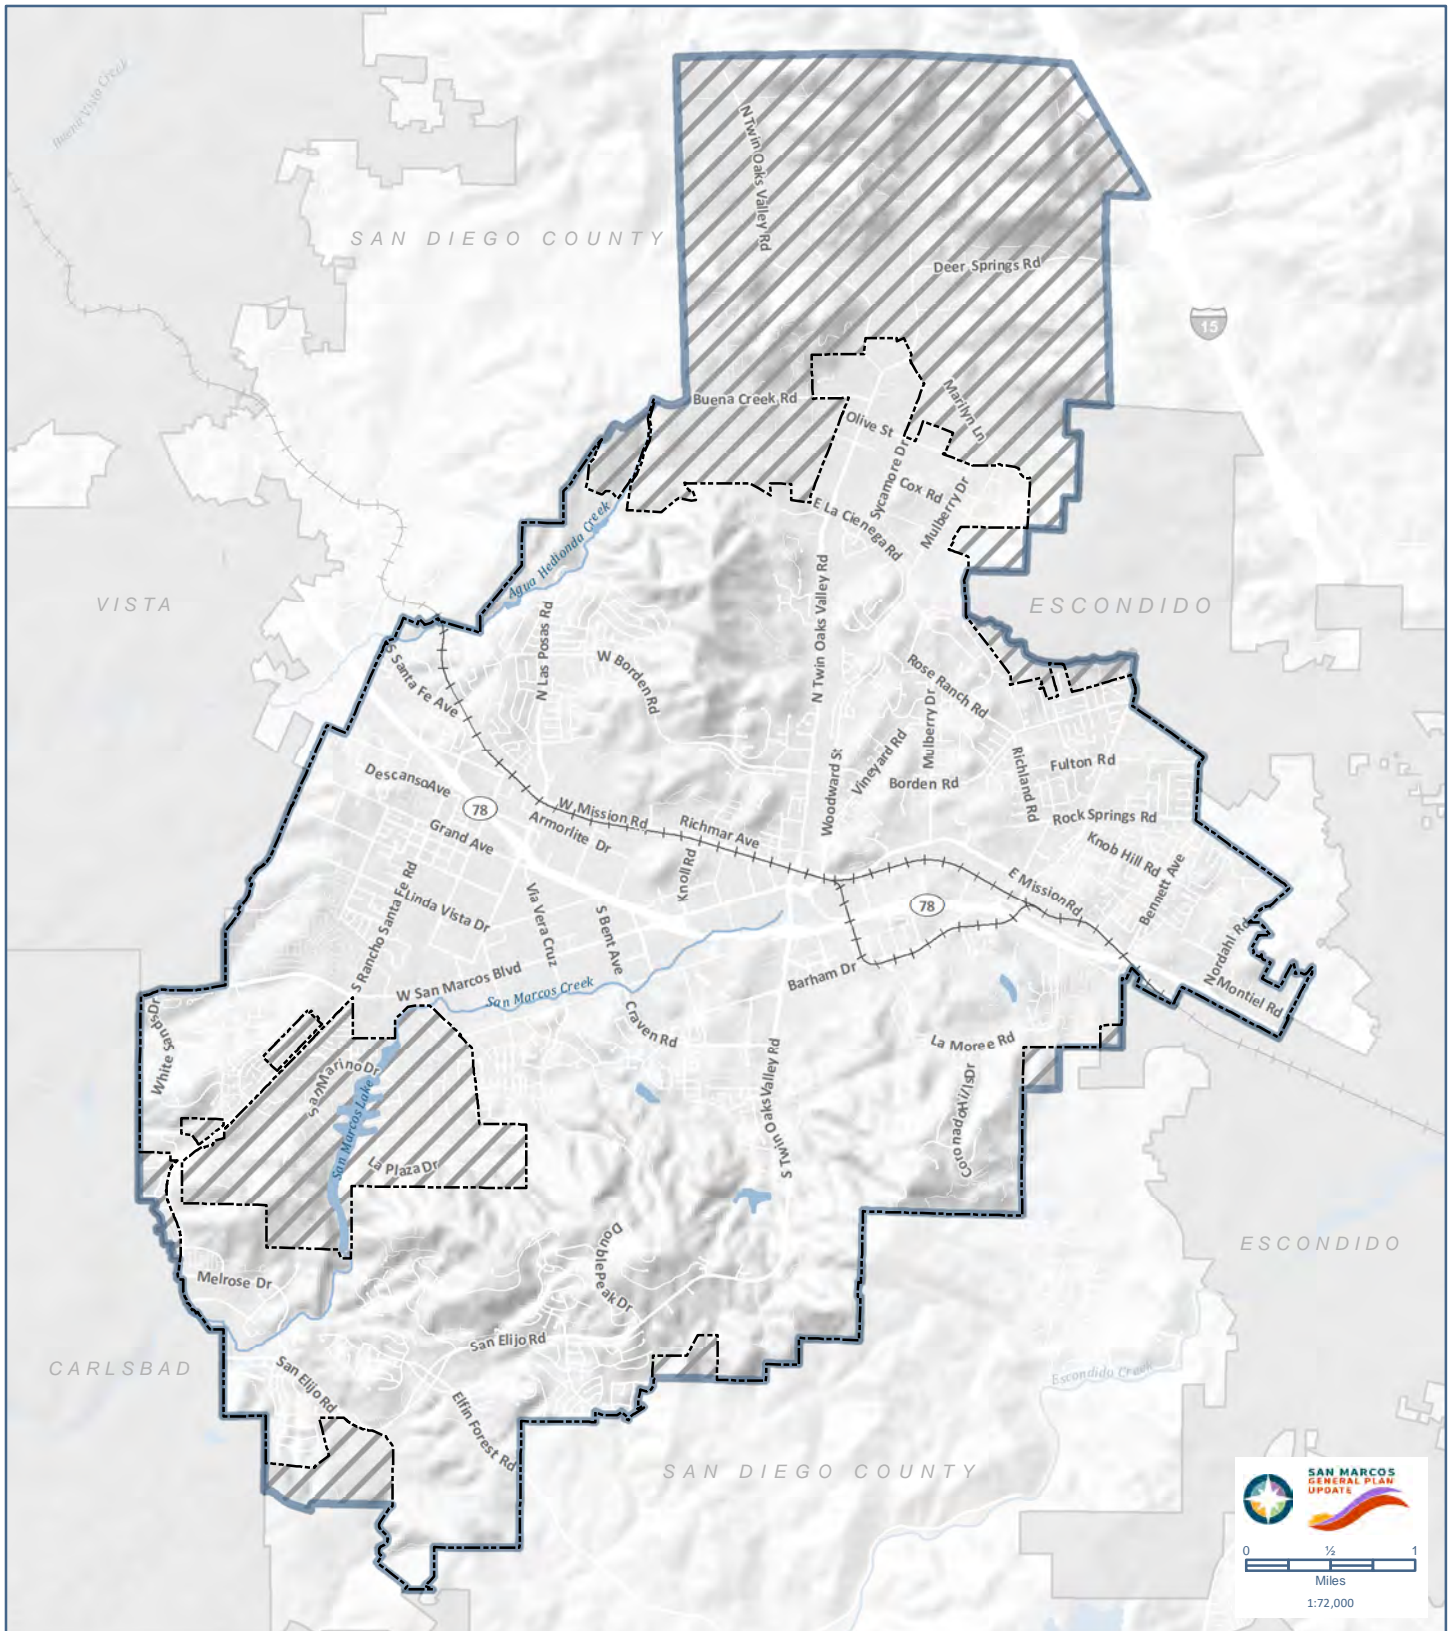 Buena Vista Creek
N Twin Oaks Valley Rd
SAN DIEGO COUNTY
Deer Springs Rd
15
Buena Creek Rd
Marilyn Ln
Olive St
Sycamore Dr
Cox Rd
Mulberry Dr
E La Cienega Rd
Agua Hedionda Creek
VISTA
ESCONDIDO
N Las Posas Rd
N Twin Oaks Valley Rd
S Santa Fe Ave
W Borden Rd
Rose Ranch Rd
Mulberry Dr
Vineyard Rd
Woodward St
Borden Rd
Richland Rd
Fulton Rd
Descanso Ave
78
W Mission Rd
Richmar Ave
Rock Springs Rd
Armorlite Dr
Grand Ave
Knoll Rd
Knob Hill Rd
Bennett Ave
E Mission Rd
S Rancho Santa Fe Rd
Linda Vista Dr
Via Vera Cruz
S Bent Ave
78
Nordahl Rd
W San Marcos Blvd
San Marcos Creek
Barham Dr
Montiel Rd
White Sands Dr
Craven Rd
La Moree Rd
San Marino Dr
San Marcos Lake
S Twin Oaks Valley Rd
Coronado Hills Dr
La Plaza Dr
Double Peak Dr
ESCONDIDO
Melrose Dr
San Elijo Rd
CARLSBAD
San Elijo Rd
Elfin Forest Rd
Escondido Creek
SAN DIEGO COUNTY
SAN MARCOS
GENERAL PLAN
UPDATE
0 ½ 1
Miles
1:72,000